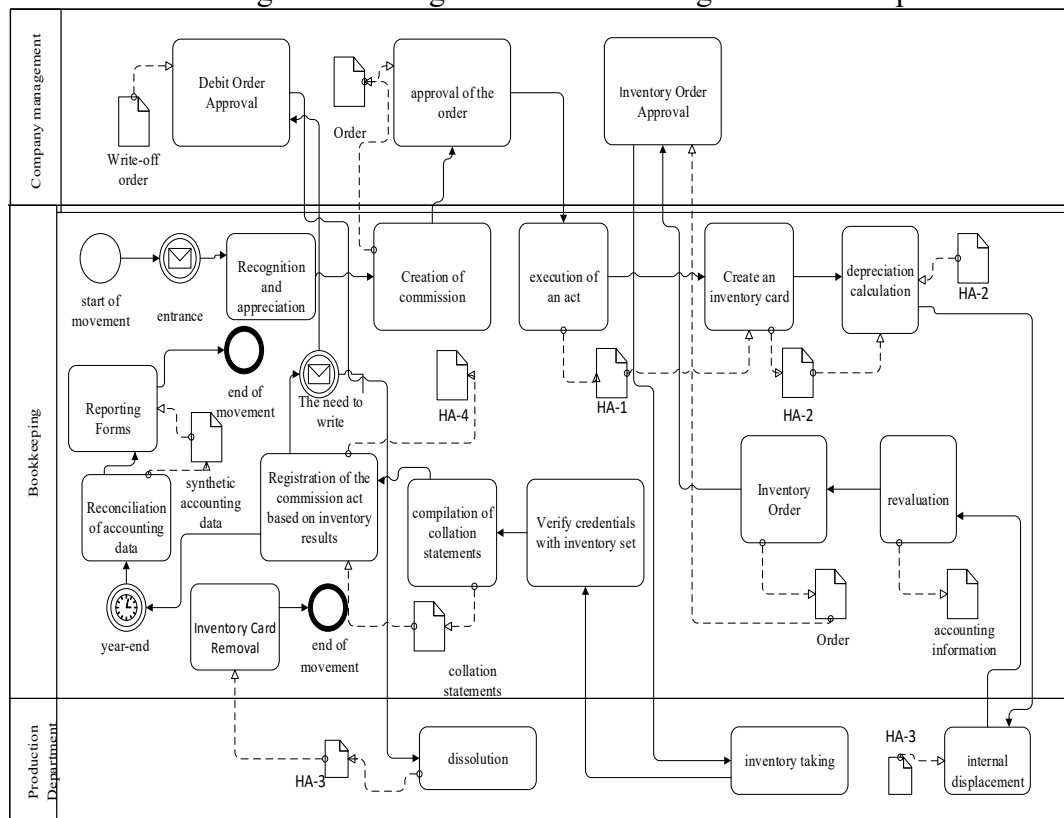 Company management
Debit Order
Approval
Write-off
order
Order
approval of the
order
Inventory Order
Approval
Bookkeeping
start of
movement
entrance
Recognition
and
appreciation
Creation of
commission
execution of
an act
Create an
inventory card
depreciation
calculation
HA-2
HA-1
HA-2
end of
movement
The need to
write
HA-4
Reporting
Forms
synthetic
accounting
data
Reconciliation
of accounting
data
Registration of the
commission act
based on inventory
results
compilation of
collation
statements
Verify credentials
with inventory set
Inventory
Order
revaluation
Order
accounting
information
year-end
Inventory Card
Removal
end of
movement
collation
statements
Production
Department
HA-3
dissolution
inventory taking
HA-3
internal
displacement